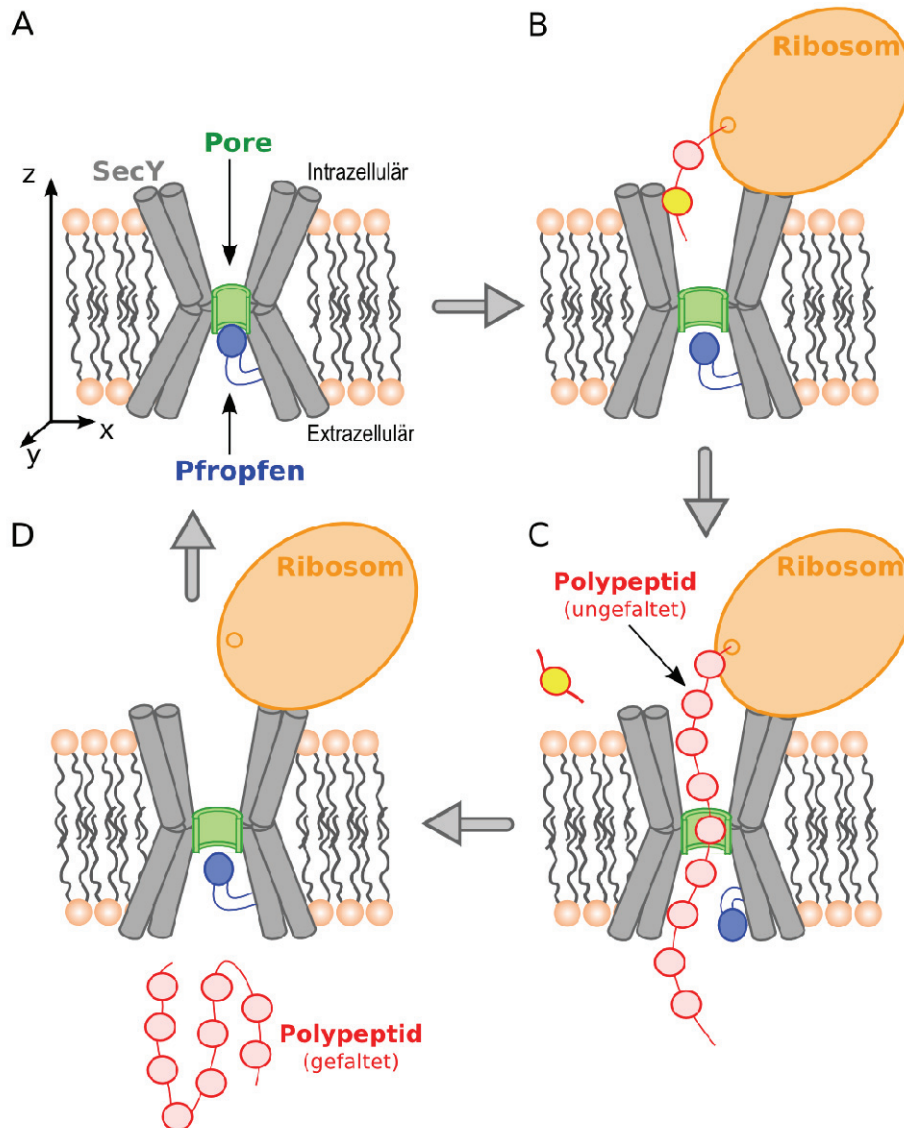 A
Pore
SecY
Intrazellulär
z
x
y
Extrazellulär
Pfropfen
B
Ribosom
C
Ribosom
Polypeptid
(ungefaltet)
D
Ribosom
Polypeptid
(gefaltet)